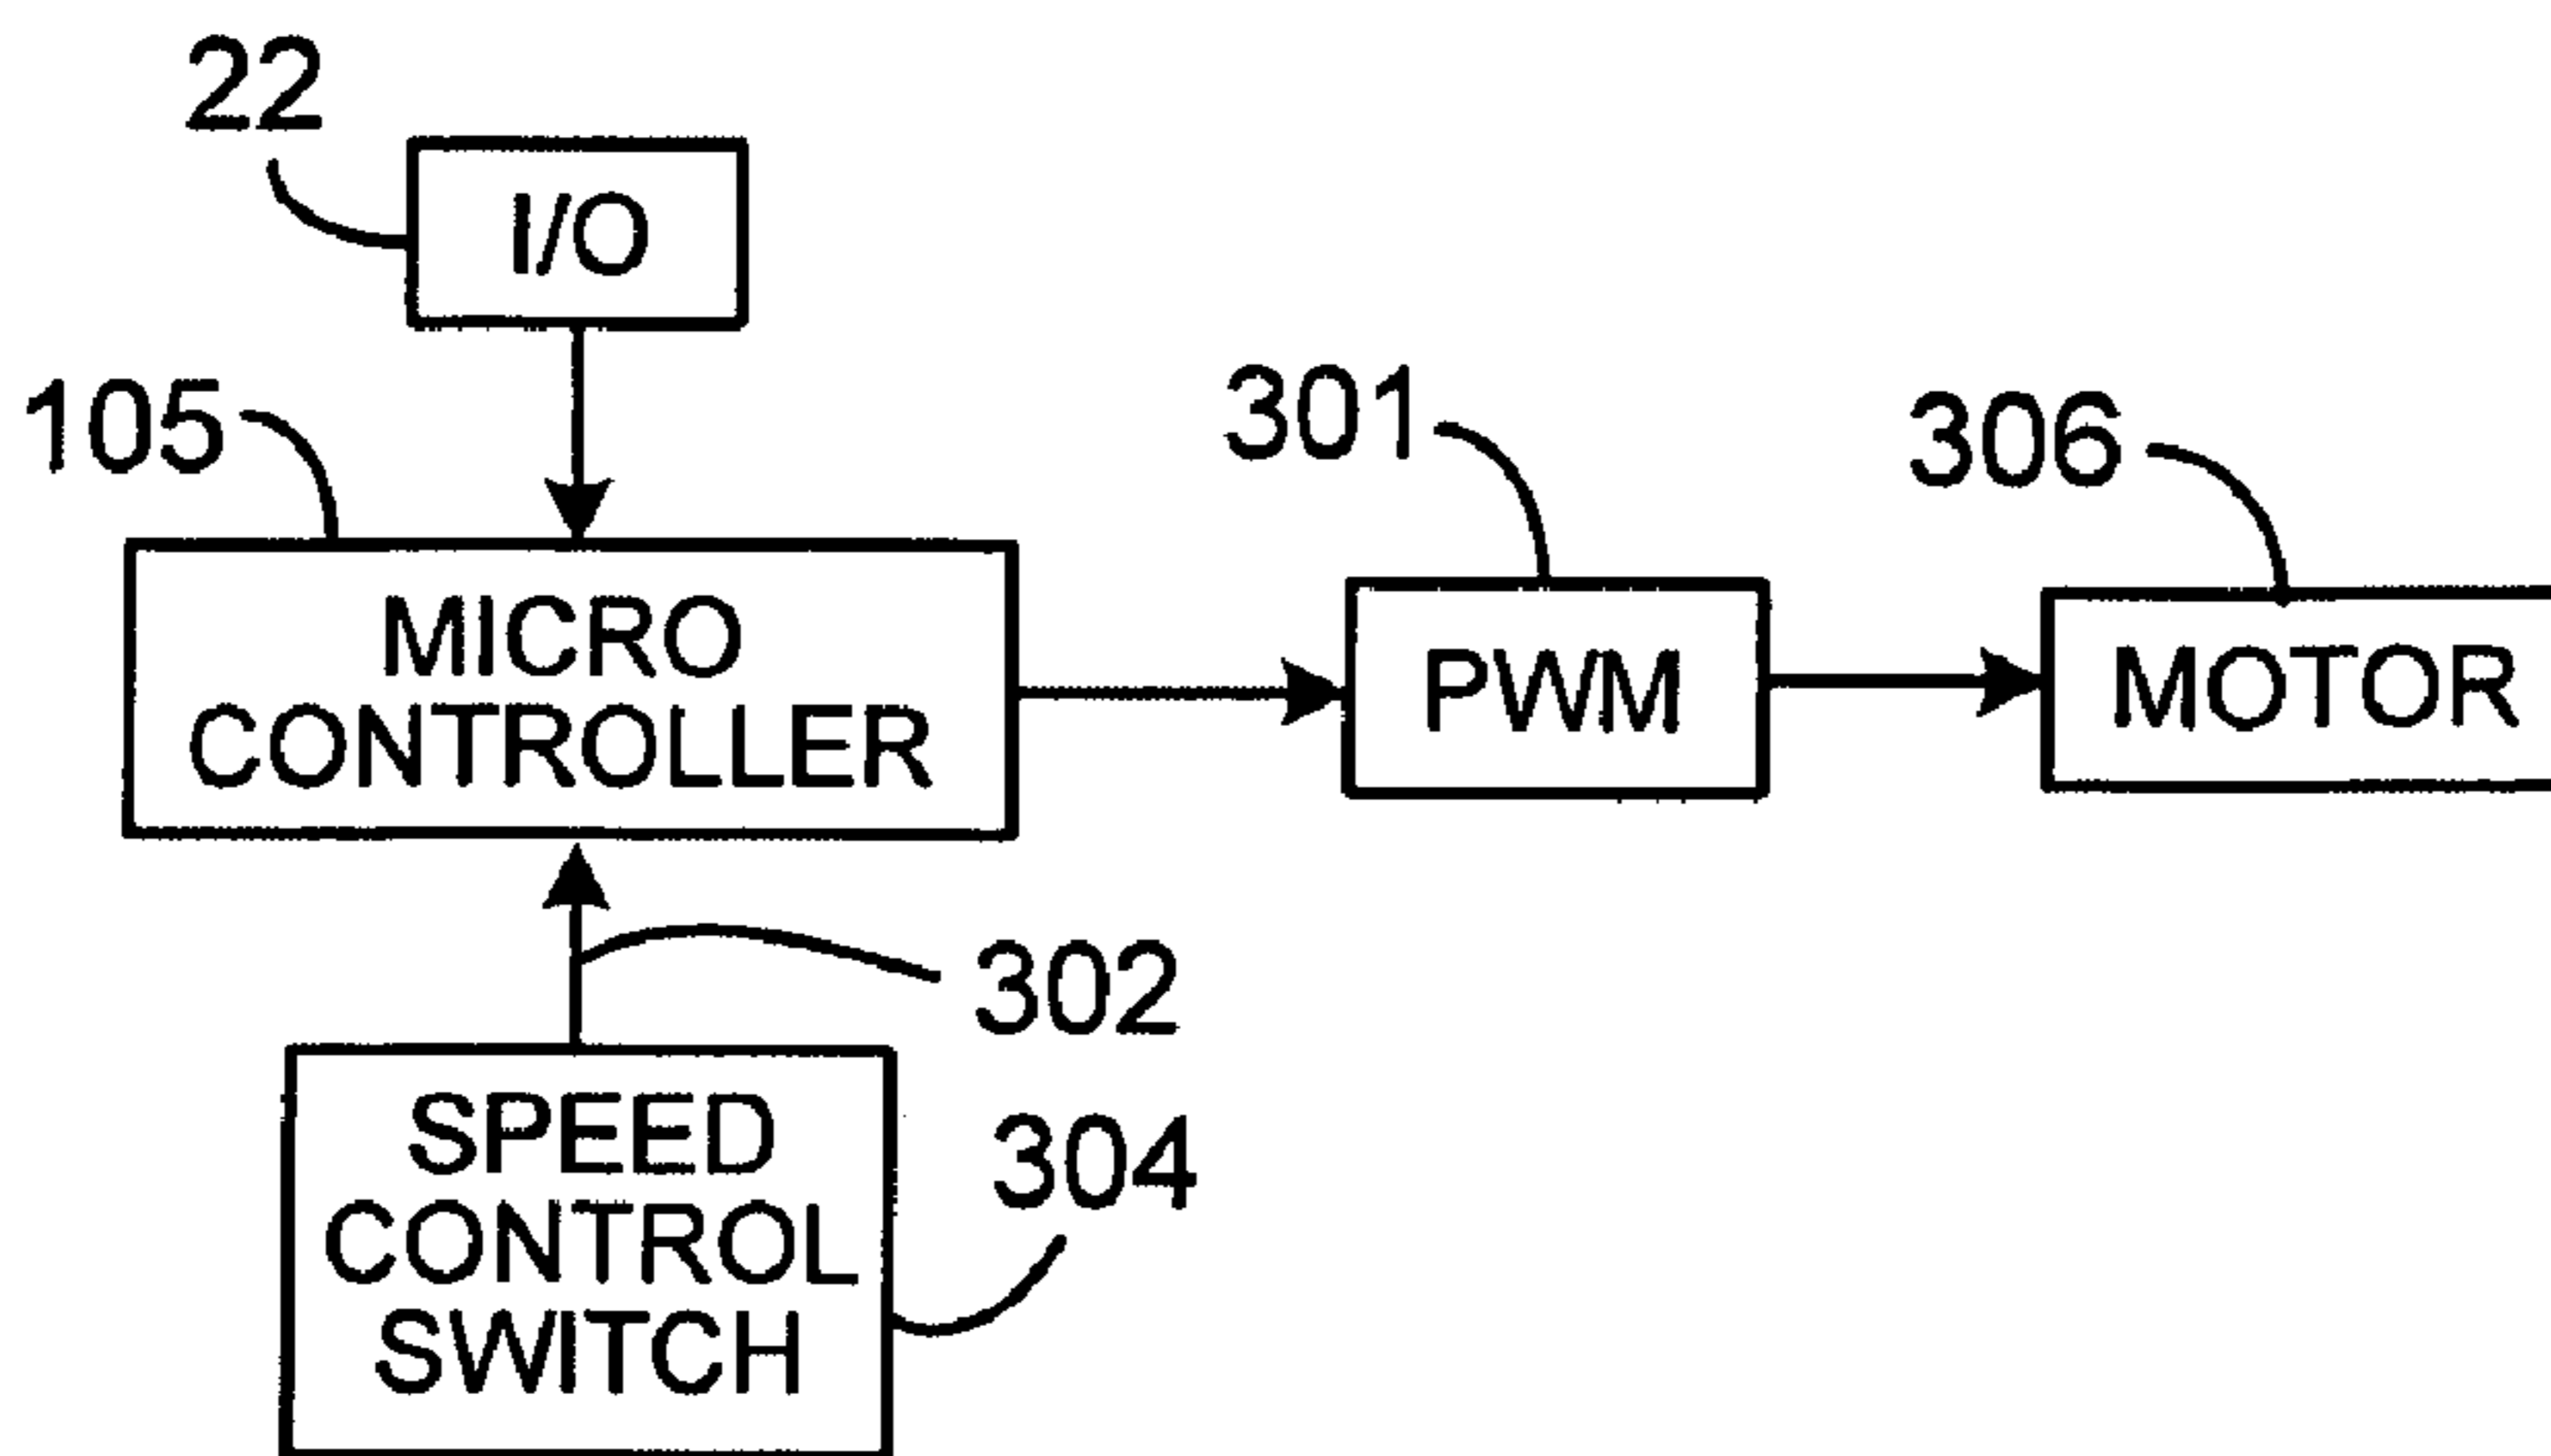 22
I/O
105
301
306
MICRO
CONTROLLER
PWM
MOTOR
302
SPEED
CONTROL
SWITCH
304